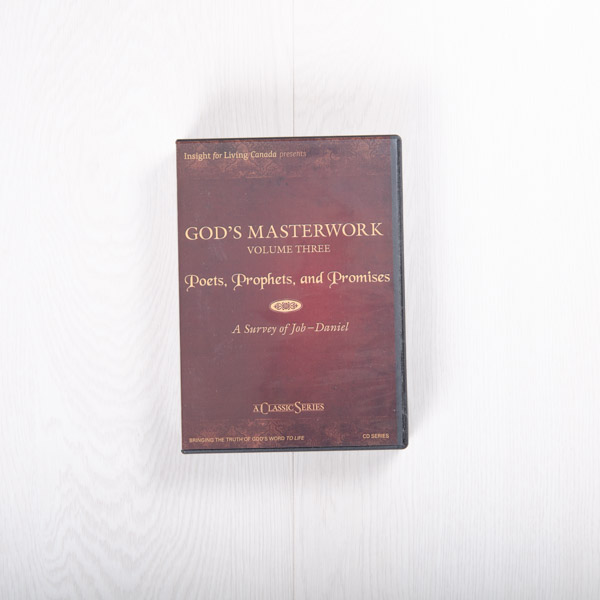 Insight for Living Canada presents
GOD'S MASTERWORK
VOLUME THREE
Poets, Prophets, and Promises
A Survey of Job–Daniel
A CLASSIC SERIES
BRINGING THE TRUTH OF GOD'S WORD TO LIFE
CD SERIES